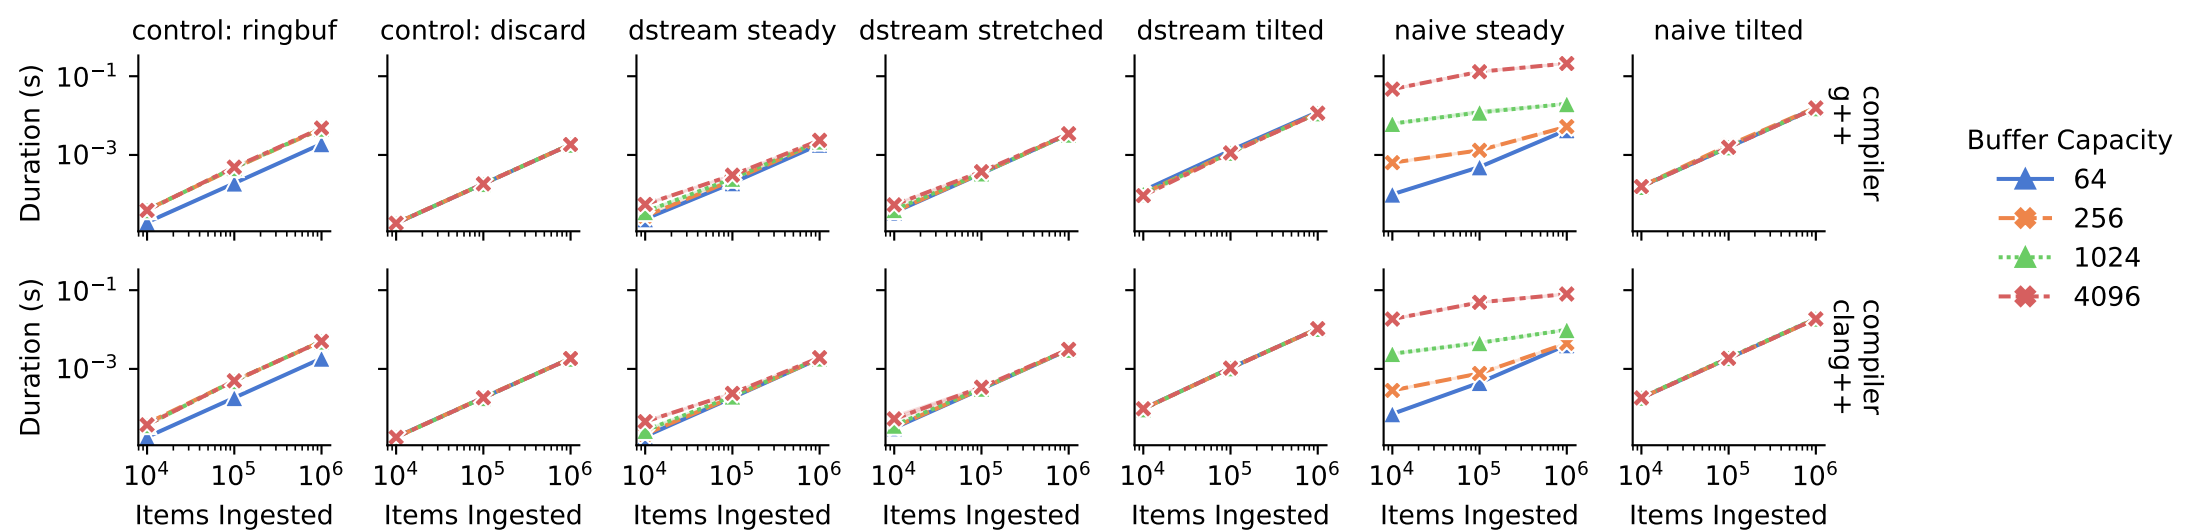 control: ringbuf
control: discard
dstream steady
dstream stretched
dstream tilted
naive steady
naive tilted
Duration (s)
10⁻¹
10⁻³
compiler
g++
Duration (s)
10⁻¹
10⁻³
compiler
clang++
10⁴ 10⁵ 10⁶
10⁴ 10⁵ 10⁶
10⁴ 10⁵ 10⁶
10⁴ 10⁵ 10⁶
10⁴ 10⁵ 10⁶
10⁴ 10⁵ 10⁶
10⁴ 10⁵ 10⁶
Items Ingested
Items Ingested
Items Ingested
Items Ingested
Items Ingested
Items Ingested
Items Ingested
Buffer Capacity
64
256
1024
4096